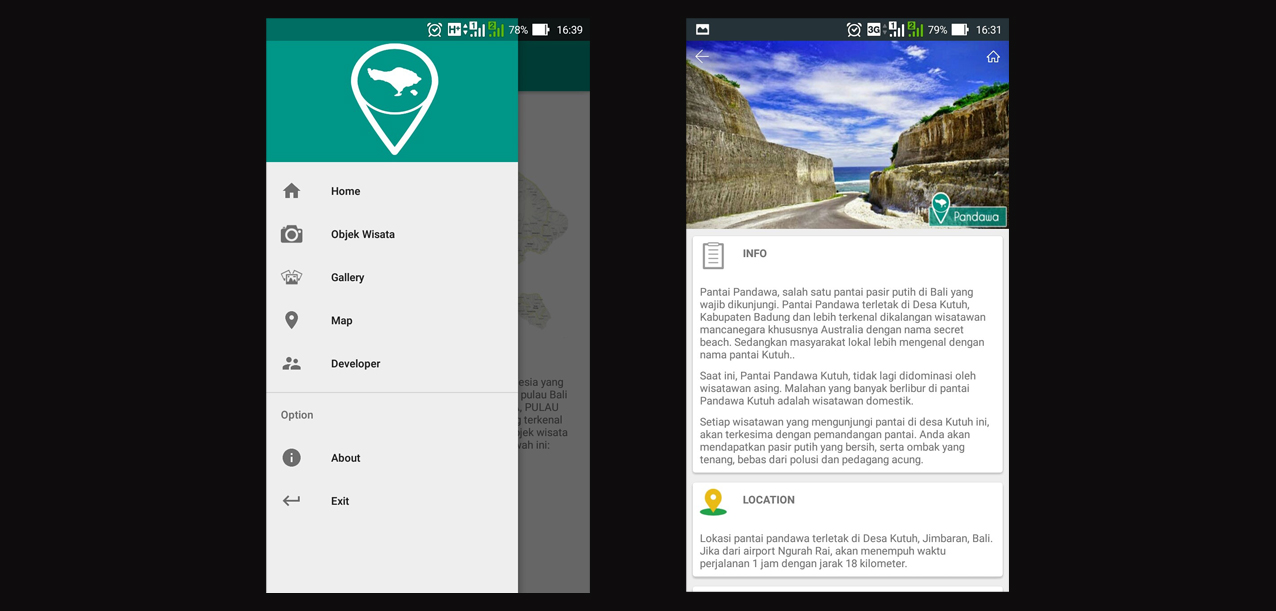 78% 16:39
Home
Objek Wisata
Gallery
Map
Developer
Option
About
Exit
esia yang
pulau Bali
, PULAU
terkenal
jek wisata
ah ini:
3G 79% 16:31
Pandawa
INFO
Pantai Pandawa, salah satu pantai pasir putih di Bali yang
wajib dikunjungi. Pantai Pandawa terletak di Desa Kutuh,
Kabupaten Badung dan lebih terkenal dikalangan wisatawan
mancanegara khususnya Australia dengan nama secret
beach. Sedangkan masyarakat lokal lebih mengenal dengan
nama pantai Kutuh..
Saat ini, Pantai Pandawa Kutuh, tidak lagi didominasi oleh
wisatawan asing. Malahan yang banyak berlibur di pantai
Pandawa Kutuh adalah wisatawan domestik.
Setiap wisatawan yang mengunjungi pantai di desa Kutuh ini,
akan terkesima dengan pemandangan pantai. Anda akan
mendapatkan pasir putih yang bersih, serta ombak yang
tenang, bebas dari polusi dan pedagang acung.
LOCATION
Lokasi pantai pandawa terletak di Desa Kutuh, Jimbaran, Bali.
Jika dari airport Ngurah Rai, akan menempuh waktu
perjalanan 1 jam dengan jarak 18 kilometer.